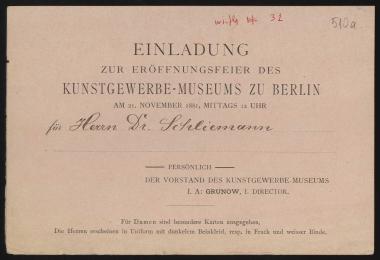 32
510a
EINLADUNG
ZUR ERÖFFNUNGSFEIER DES
KUNSTGEWERBE-MUSEUMS ZU BERLIN
AM 21. NOVEMBER 1881, MITTAGS 12 UHR
für Herrn Dr. Schliemann
PERSÖNLICH
DER VORSTAND DES KUNSTGEWERBE-MUSEUMS
I. A: GRUNOW, I. DIRECTOR.
Für Damen sind besondere Karten ausgegeben.
Die Herren erscheinen in Uniform mit dunkelem Beinkleid, resp. in Frack und weisser Binde.